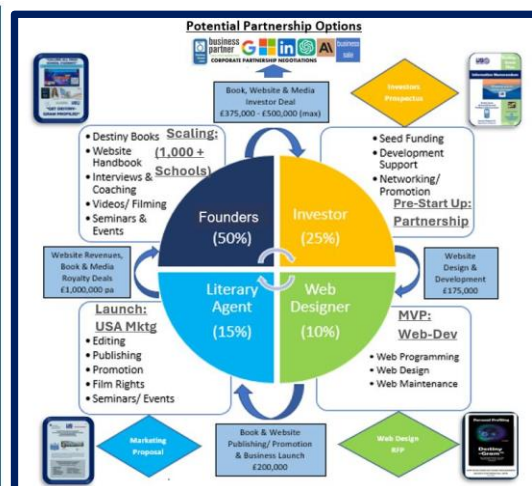 Potential Partnership Options
business
partner
business
sale
CORPORATE PARTNERSHIP NEGOTIATIONS
Book, Website & Media
Investor Deal
£375,000 - £500,000 (max)
Investors
Prospectus
• Destiny Books
• Website
Handbook
• Interviews &
Coaching
• Videos/ Filming
• Seminars &
Events
Scaling:
(1,000 +
Schools)
• Seed Funding
• Development
Support
• Networking/
Promotion
Pre-Start Up:
Partnership
Founders
(50%)
Investor
(25%)
Website Revenues,
Book & Media
Royalty Deals
£1,000,000 pa
Website
Design &
Development
£175,000
Literary
Agent
(15%)
Web
Designer
(10%)
Launch:
USA Mktg
• Editing
• Publishing
• Promotion
• Film Rights
• Seminars/ Events
MVP:
Web-Dev
• Web Programming
• Web Design
• Web Maintenance
Marketing
Proposal
Book & Website
Publishing/ Promotion
& Business Launch
£200,000
Web Design
RFP
Personal Profiling
Destiny
-Gram